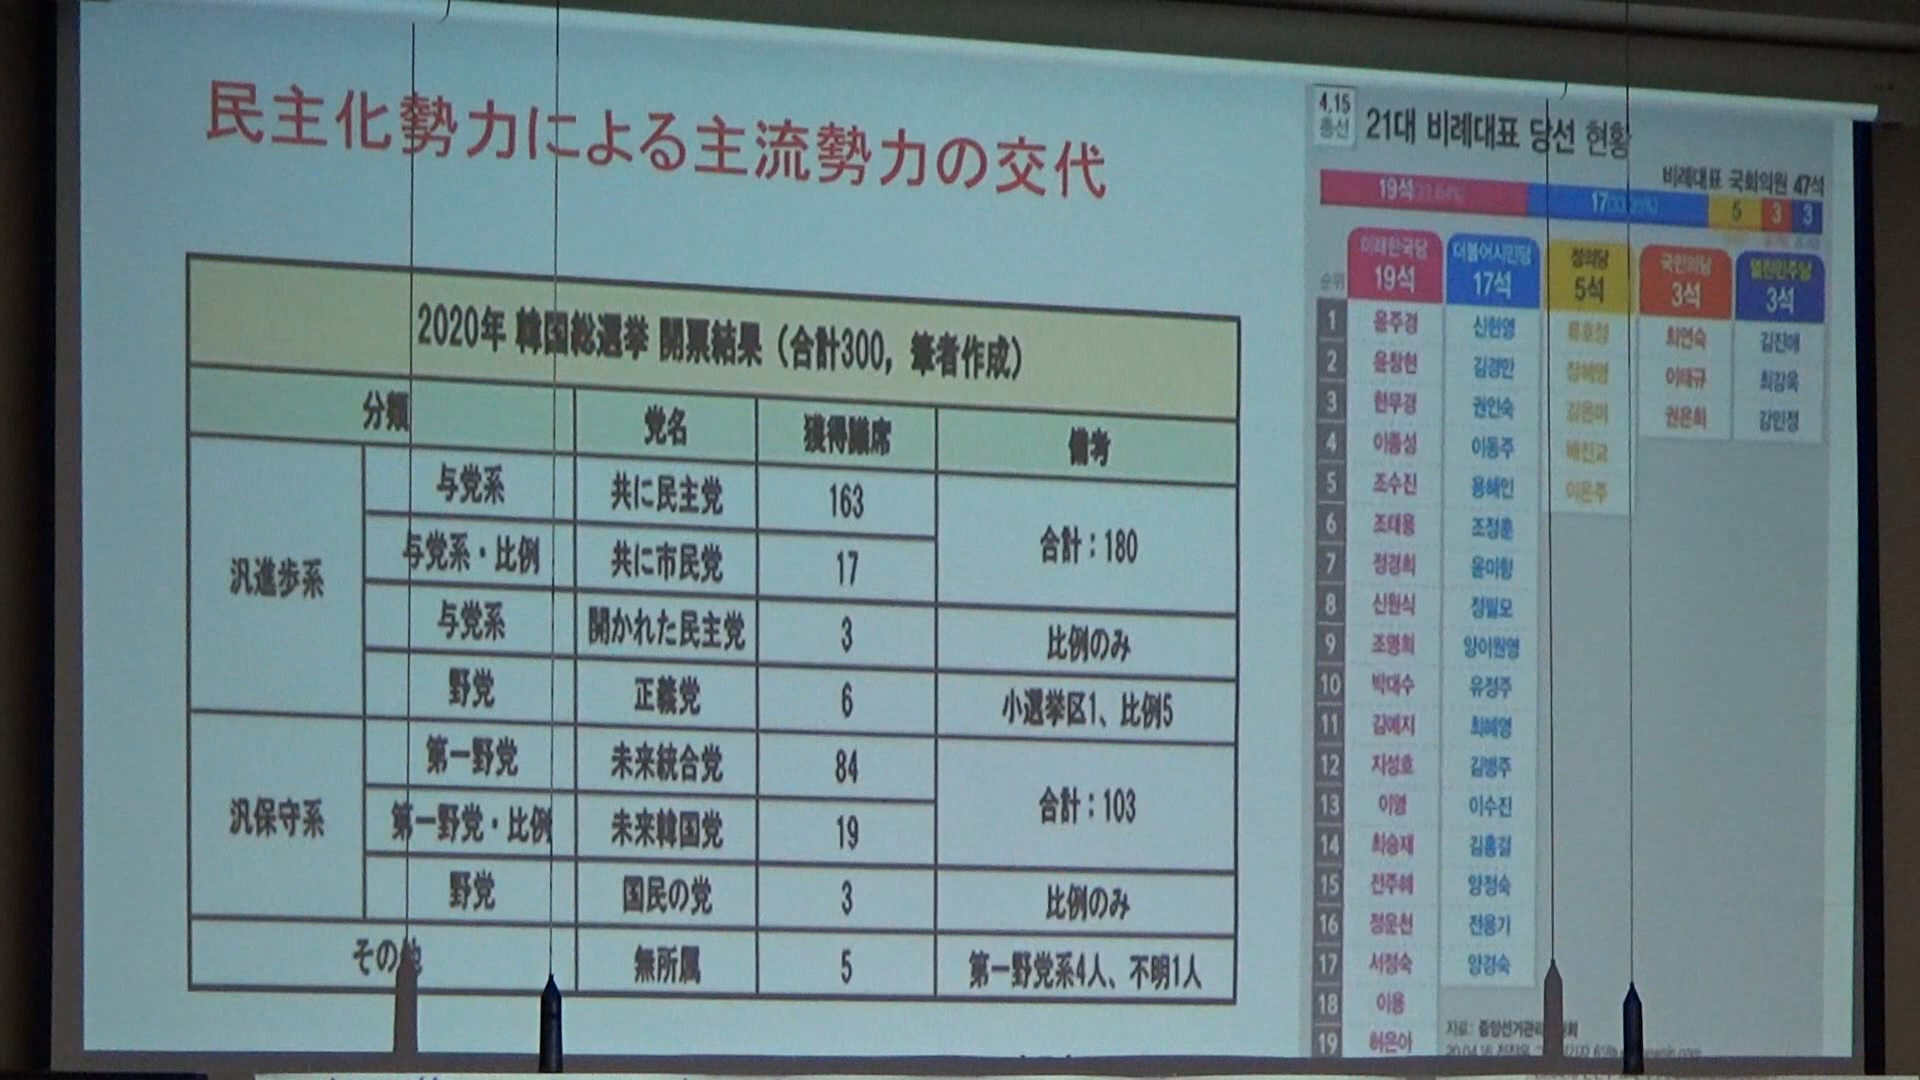 民主化勢力による主流勢力の交代
2020年 韓国総選挙 開票結果（合計300，筆者作成）
分類 党名 獲得議席 備考
汎進歩系
与党系 共に民主党 163
与党系・比例 共に市民党 17
合計：180
与党系 開かれた民主党 3 比例のみ
野党 正義党 6 小選挙区1、比例5
汎保守系
第一野党 未来統合党 84
第一野党・比例 未来韓国党 19
合計：103
野党 国民の党 3 比例のみ
その他 無所属 5 第一野党系4人、不明1人
4.15
총선
21대 비례대표 당선 현황
비례대표 국회의원 47석
19석 17 5 3 3
순위
미래한국당 더불어시민당 정의당 국민의당 열린민주당
19석 17석 5석 3석 3석
1 윤주경 신현영 류호정 최연숙 김진애
2 윤창현 김경만 장혜영 이태규 최강욱
3 한무경 권인숙 강은미 권은희 강민정
4 이종성 이동주 배진교
5 조수진 용혜인 이은주
6 조태용 조정훈
7 정경희 윤미향
8 신원식 정필모
9 조명희 양이원영
10 박대수 유정주
11 김예지 최혜영
12 지성호 김병주
13 이영 이수진
14 최승재 김홍걸
15 전주혜 양정숙
16 정운천 전용기
17 서정숙 양경숙
18 이용
19 허은아
자료: 중앙선거관리